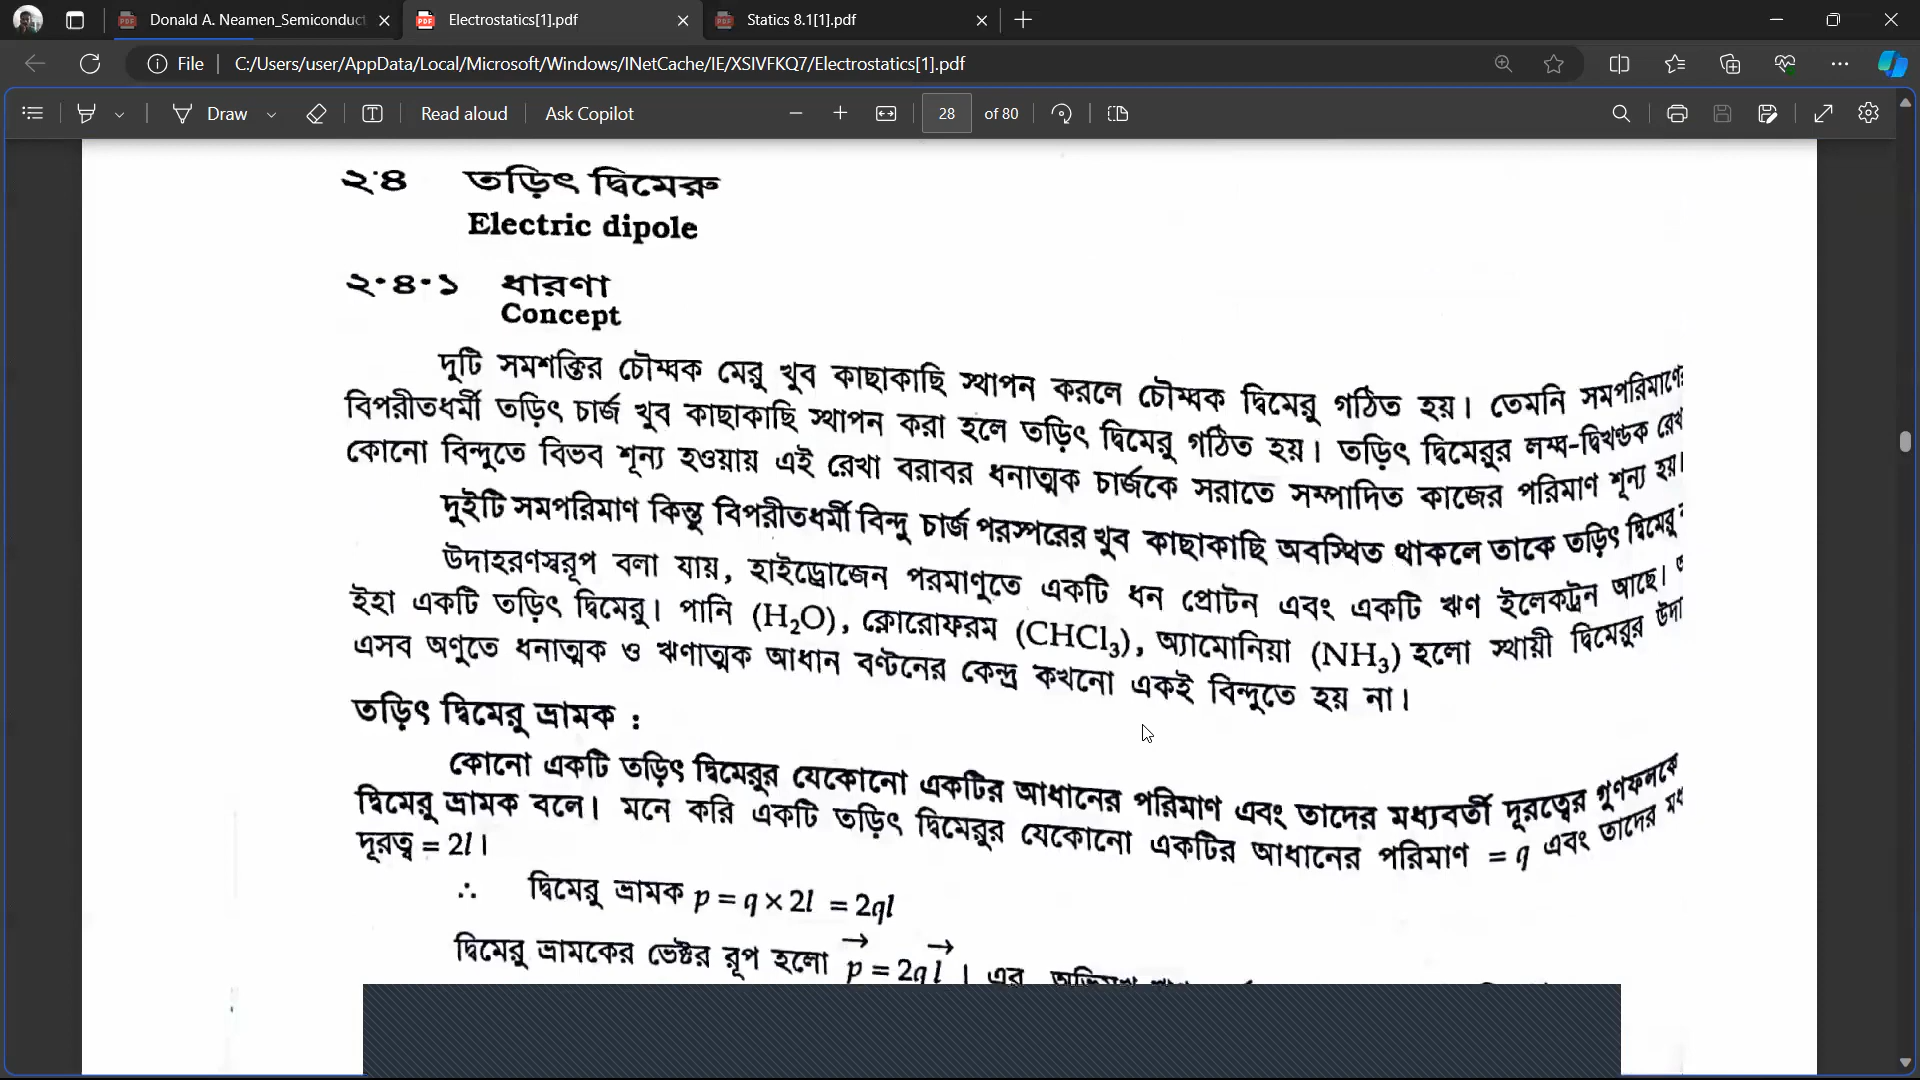 Donald A. Neamen_Semiconduct
Electrostatics[1].pdf
Statics 8.1[1].pdf
File
C:/Users/user/AppData/Local/Microsoft/Windows/INetCache/IE/XSIVFKQ7/Electrostatics[1].pdf
Draw
Read aloud
Ask Copilot
28 of 80
২·৪ তড়িৎ দ্বিমেরু
Electric dipole
২·৪·১ ধারণা
Concept
দুটি সমশক্তির চৌম্বক মেরু খুব কাছাকাছি স্থাপন করলে চৌম্বক দ্বিমেরু গঠিত হয়। তেমনি সমপরিমাণের
বিপরীতধর্মী তড়িৎ চার্জ খুব কাছাকাছি স্থাপন করা হলে তড়িৎ দ্বিমেরু গঠিত হয়। তড়িৎ দ্বিমেরুর লম্ব-দ্বিখণ্ডক
কোনো বিন্দুতে বিভব শূন্য হওয়ায় এই রেখা বরাবর ধনাত্মক চার্জকে সরাতে সম্পাদিত কাজের পরিমাণ শূন্য হয়।
দুইটি সমপরিমাণ কিন্তু বিপরীতধর্মী বিন্দু চার্জ পরস্পরের খুব কাছাকাছি অবস্থিত থাকলে তাকে তড়িৎ দ্বিমেরু
উদাহরণস্বরূপ বলা যায়, হাইড্রোজেন পরমাণুতে একটি ধন প্রোটন এবং একটি ঋণ ইলেকট্রন আছে।
ইহা একটি তড়িৎ দ্বিমেরু। পানি (H₂O), ক্লোরোফরম (CHCl₃), অ্যামোনিয়া (NH₃) হলো স্থায়ী দ্বিমেরুর
এসব অণুতে ধনাত্মক ও ঋণাত্মক আধান বণ্টনের কেন্দ্র কখনো একই বিন্দুতে হয় না।
তড়িৎ দ্বিমেরু ভ্রামক :
কোনো একটি তড়িৎ দ্বিমেরুর যেকোনো একটির আধানের পরিমাণ এবং তাদের মধ্যবর্তী দূরত্বের গুণফলকে
দ্বিমেরু ভ্রামক বলে। মনে করি একটি তড়িৎ দ্বিমেরুর যেকোনো একটির আধানের পরিমাণ = q এবং তাদের
দূরত্ব = 2l।
∴ দ্বিমেরু ভ্রামক p = q × 2l = 2ql
দ্বিমেরু ভ্রামকের ভেক্টর রূপ হলো p⃗ = 2q l⃗ । এর